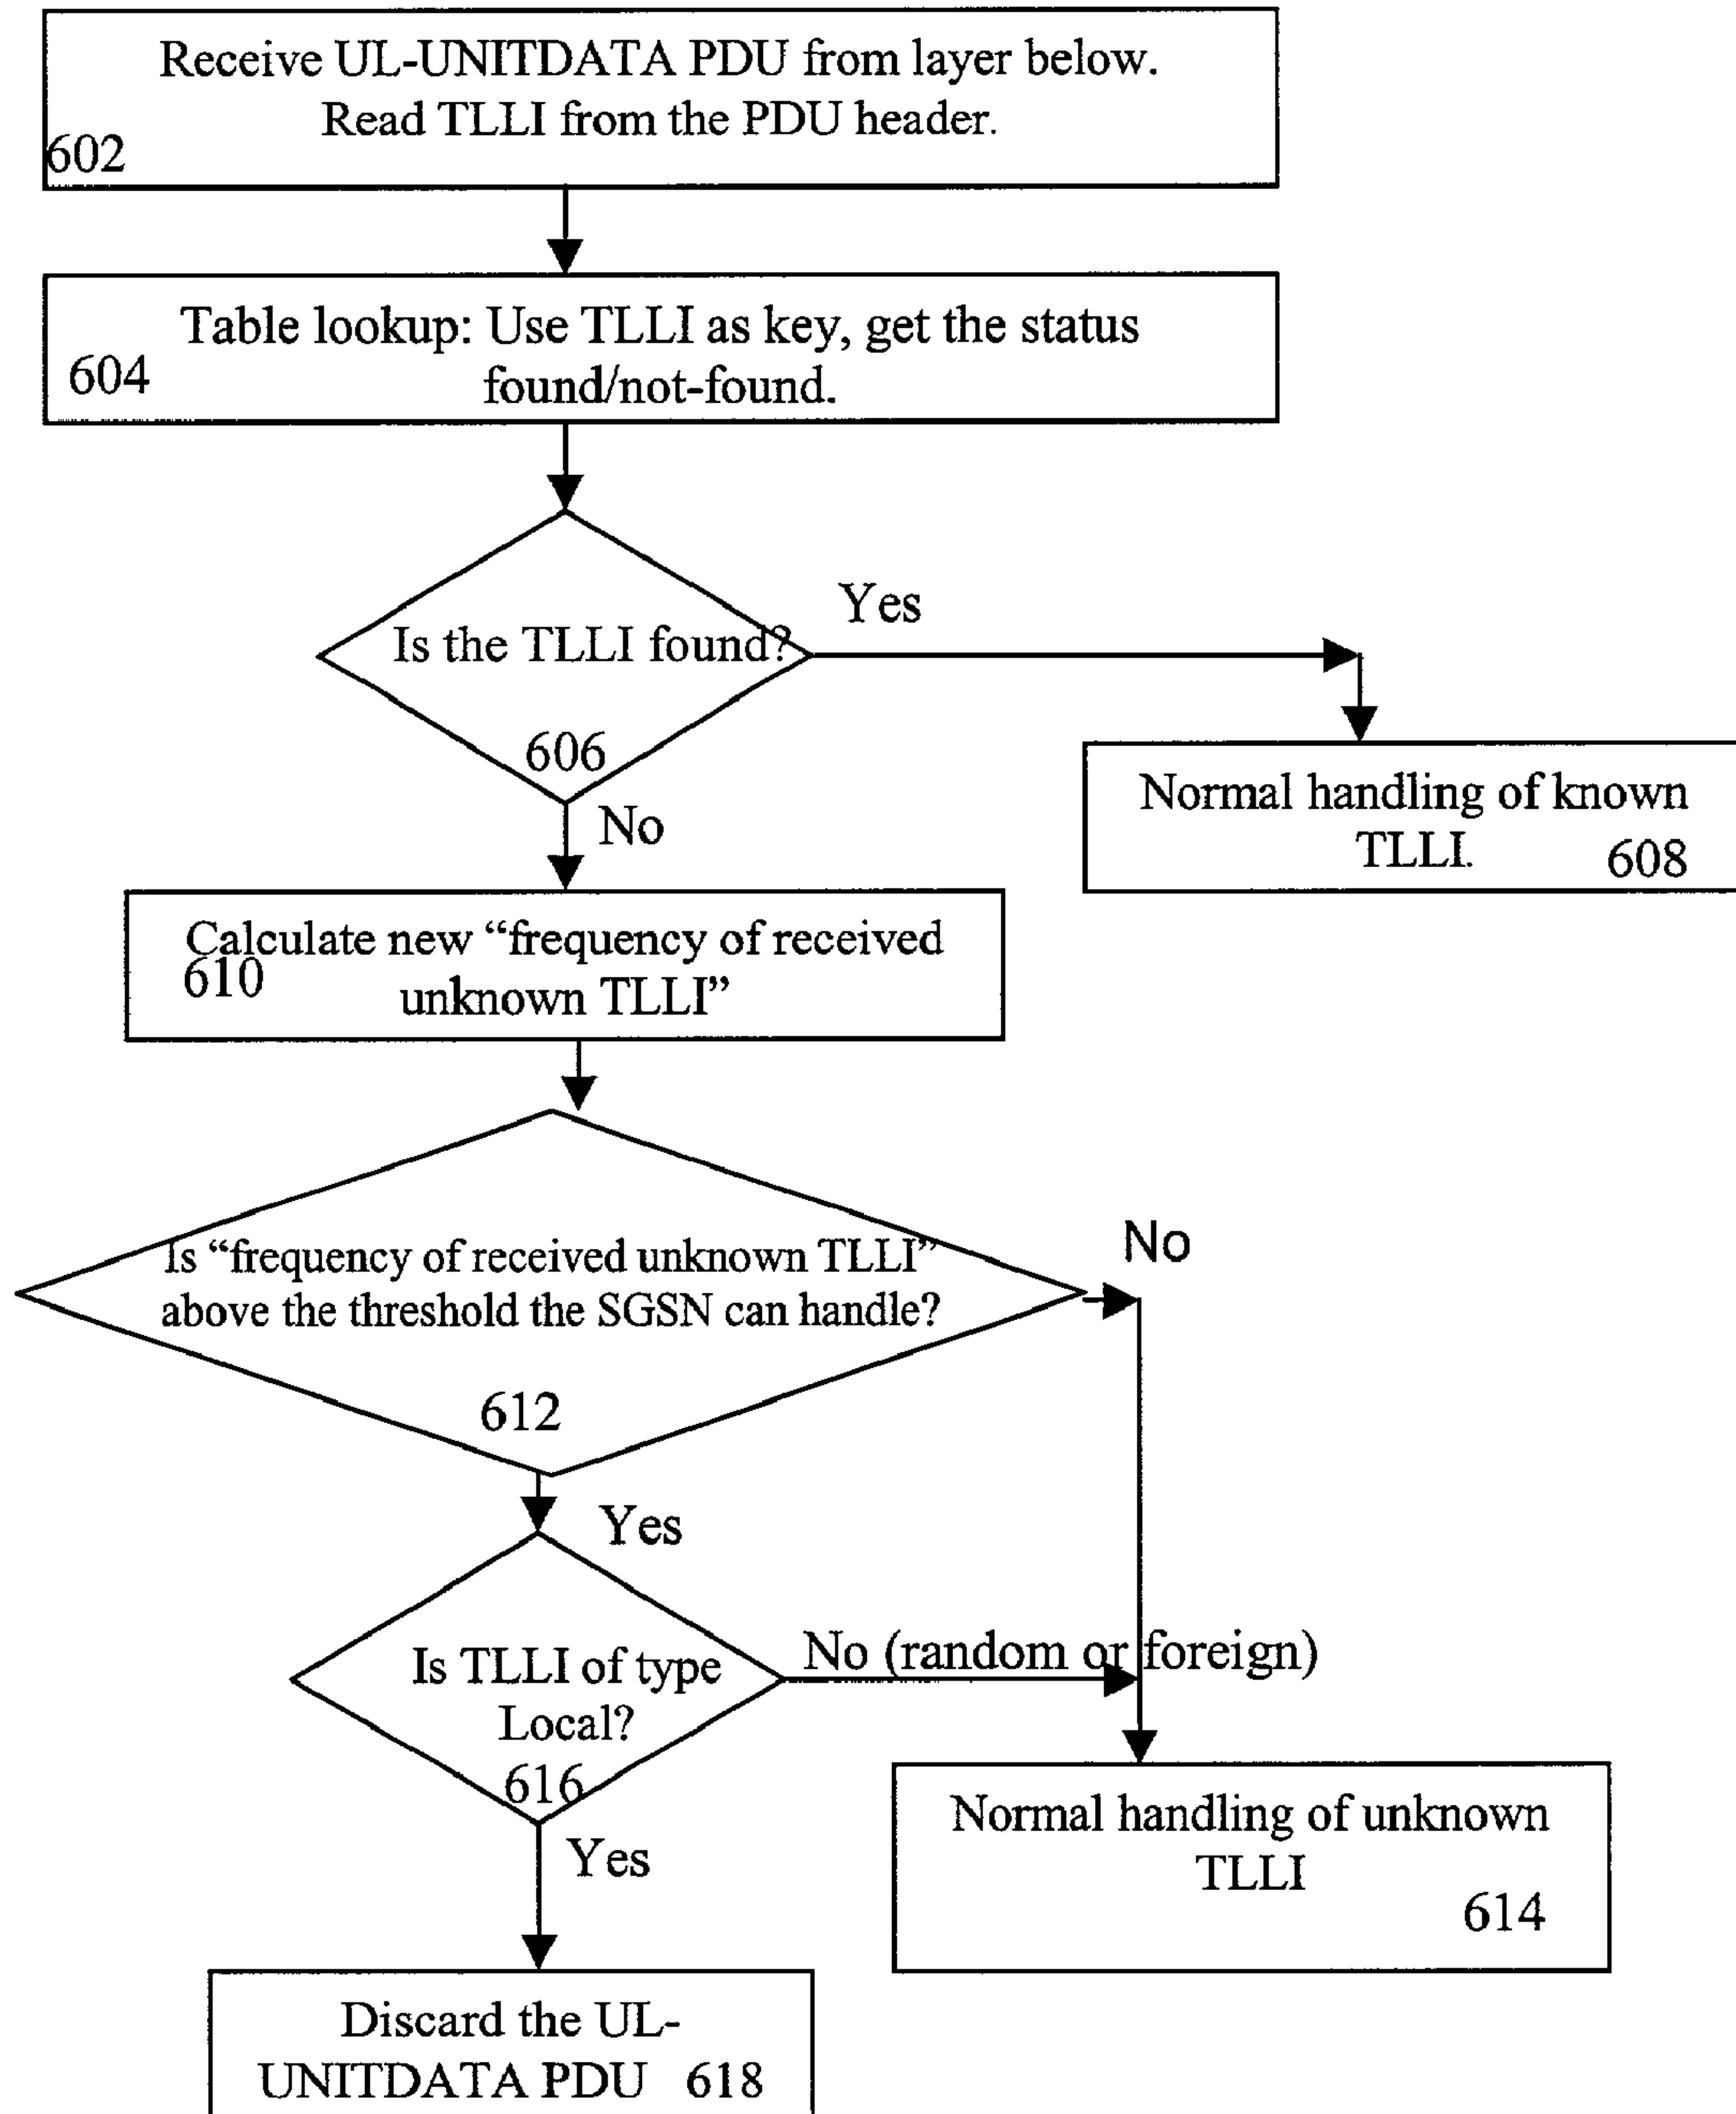 Receive UL-UNITDATA PDU from layer below.
Read TLLI from the PDU header.
602
Table lookup: Use TLLI as key, get the status
604
found/not-found.
Yes
Is the TLLI found?
606
No
Normal handling of known
TLLI.
608
Calculate new “frequency of received
610
unknown TLLI”
Is “frequency of received unknown TLLI”
above the threshold the SGSN can handle?
No
612
Yes
No (random or foreign)
Is TLLI of type
Local?
616
Yes
Normal handling of unknown
TLLI
614
Discard the UL-
UNITDATA PDU 618